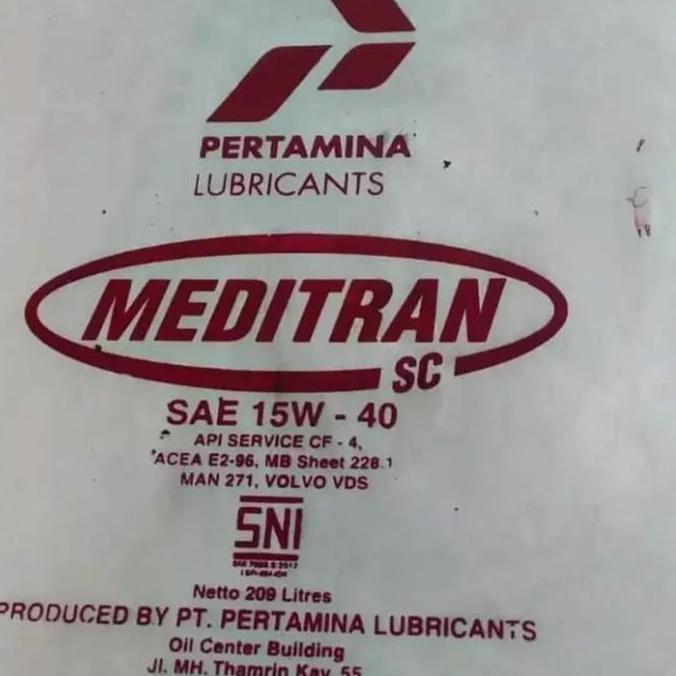 PERTAMINA
LUBRICANTS
MEDITRAN
SC
SAE 15W - 40
API SERVICE CF - 4,
ACEA E2-96, MB Sheet 228.1
MAN 271, VOLVO VDS
SNI
Netto 209 Litres
PRODUCED BY PT. PERTAMINA LUBRICANTS
Oil Center Building
Jl. MH. Thamrin Kav. 55